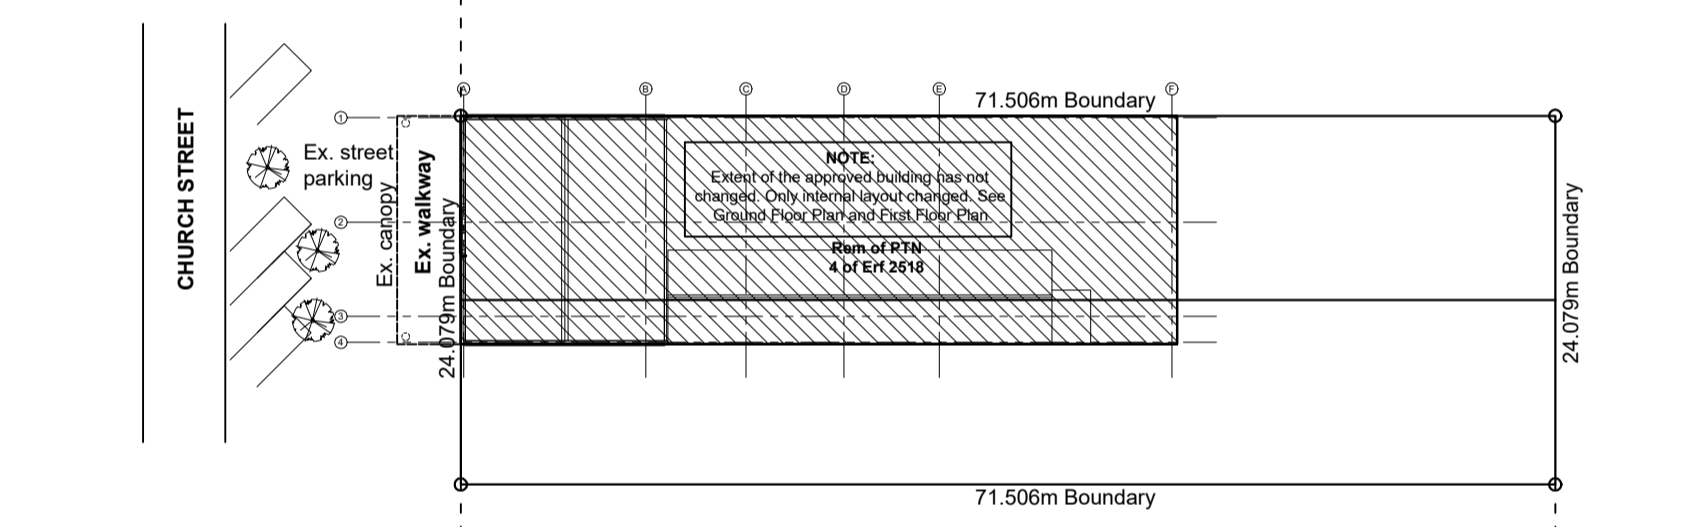 A
B
C
D
E
F
71.506m Boundary
1
2
3
4
CHURCH STREET
Ex. street
parking
Ex. canopy
Ex. walkway
24.079m Boundary
NOTE:
Extent of the approved building has not
changed. Only internal layout changed. See
Ground Floor Plan and First Floor Plan
Rem of PTN
4 of Erf 2518
24.079m Boundary
71.506m Boundary